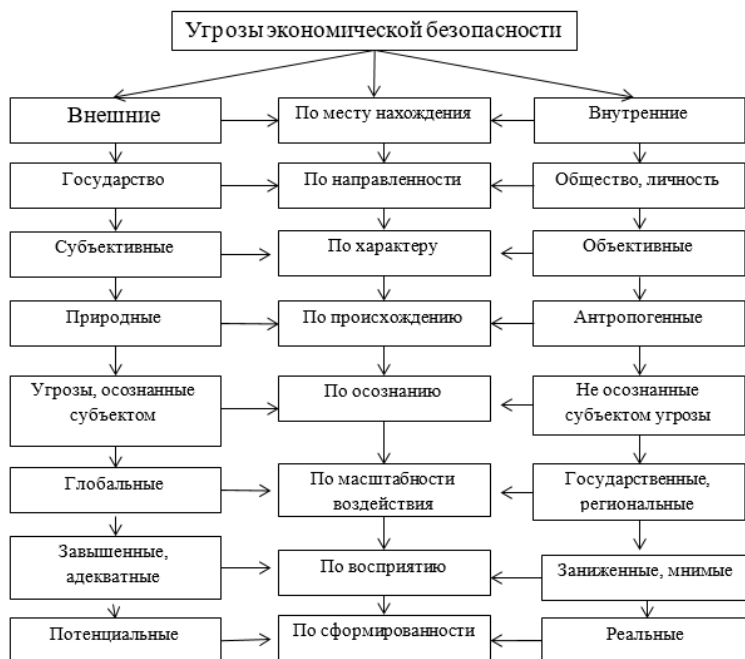 Угрозы экономической безопасности
Внешние
По месту нахождения
Внутренние
Государство
По направленности
Общество, личность
Субъективные
По характеру
Объективные
Природные
По происхождению
Антропогенные
Угрозы, осознанные
субъектом
По осознанию
Не осознанные
субъектом угрозы
Глобальные
По масштабности
воздействия
Государственные,
региональные
Завышенные,
адекватные
По восприятию
Заниженные, мнимые
Потенциальные
По сформированности
Реальные